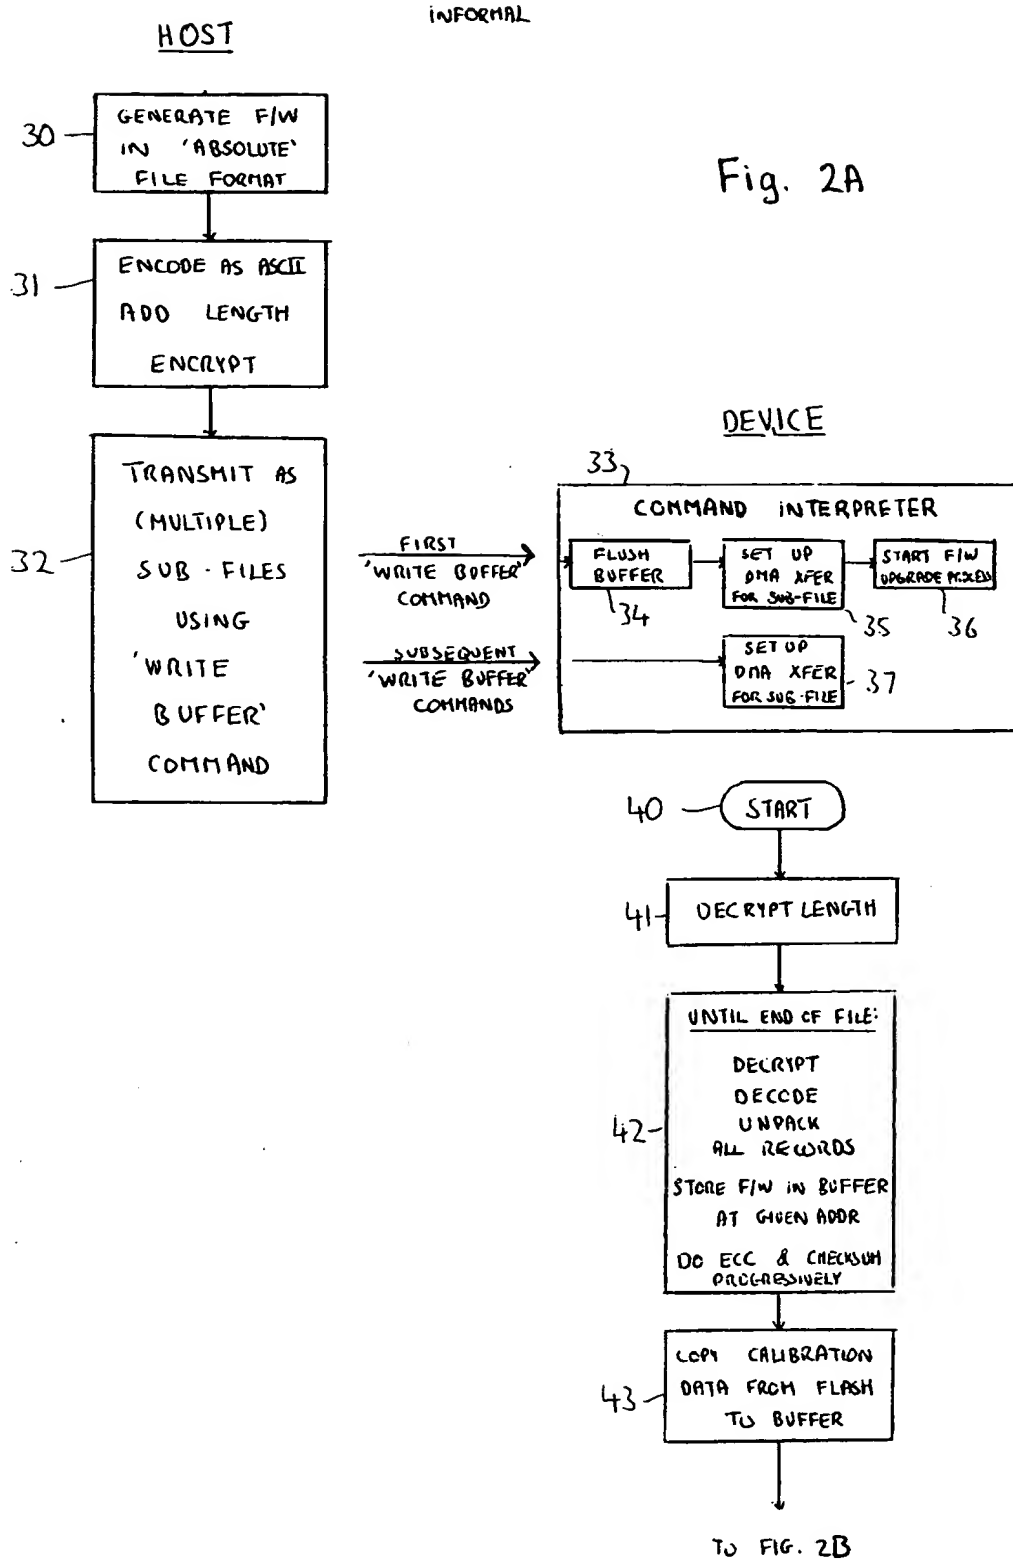 INFORMAL
HOST
30
GENERATE F/W
IN 'ABSOLUTE'
FILE FORMAT
Fig. 2A
31
ENCODE AS ASCII
ADD LENGTH
ENCRYPT
32
TRANSMIT AS
(MULTIPLE)
SUB-FILES
USING
'WRITE
BUFFER'
COMMAND
FIRST
'WRITE BUFFER'
COMMAND
SUBSEQUENT
'WRITE BUFFER'
COMMANDS
DEVICE
33
COMMAND INTERPRETER
FLUSH
BUFFER
34
SET UP
DMA XFER
FOR SUB-FILE
35
START F/W
UPGRADE PROCESS
36
SET UP
DMA XFER
FOR SUB-FILE
37
40
START
41
DECRYPT LENGTH
42
UNTIL END OF FILE:
DECRYPT
DECODE
UNPACK
ALL RECORDS
STORE F/W IN BUFFER
AT GIVEN ADDR
DO ECC & CHECKSUM
PROGRESSIVELY
43
COPY CALIBRATION
DATA FROM FLASH
TO BUFFER
TO FIG. 2B